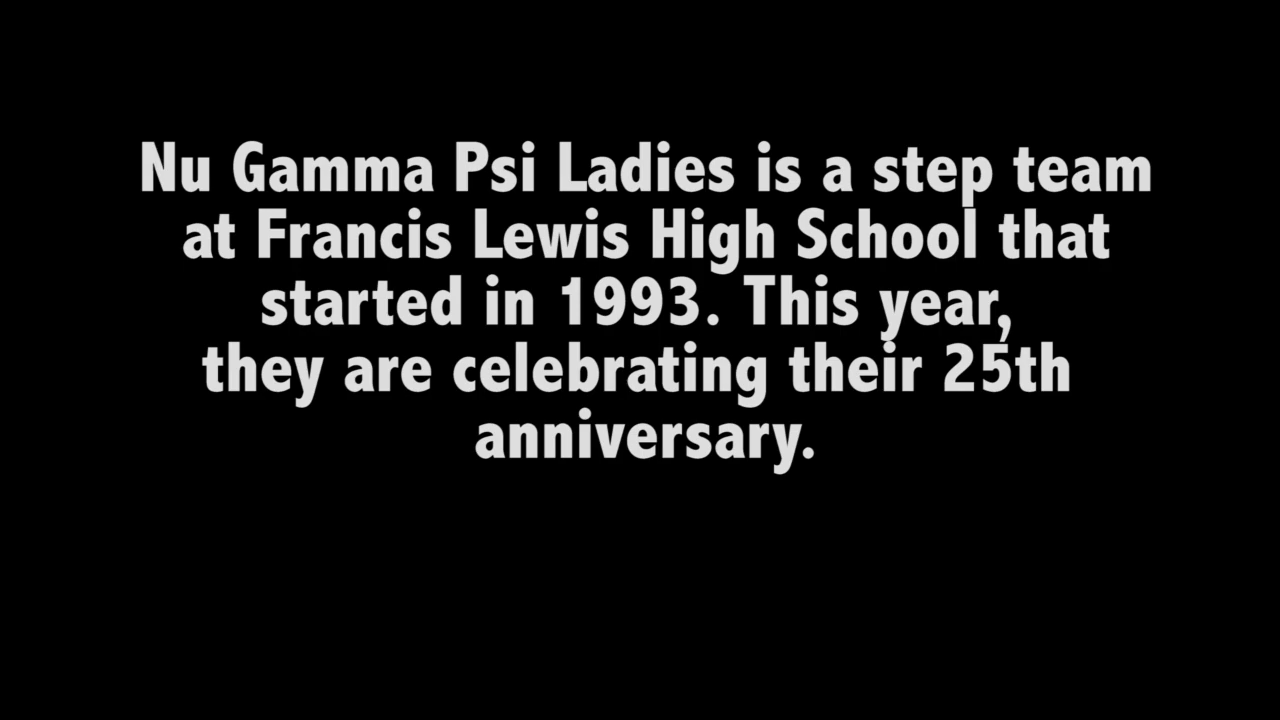 Nu Gamma Psi Ladies is a step team
at Francis Lewis High School that
started in 1993. This year,
they are celebrating their 25th
anniversary.